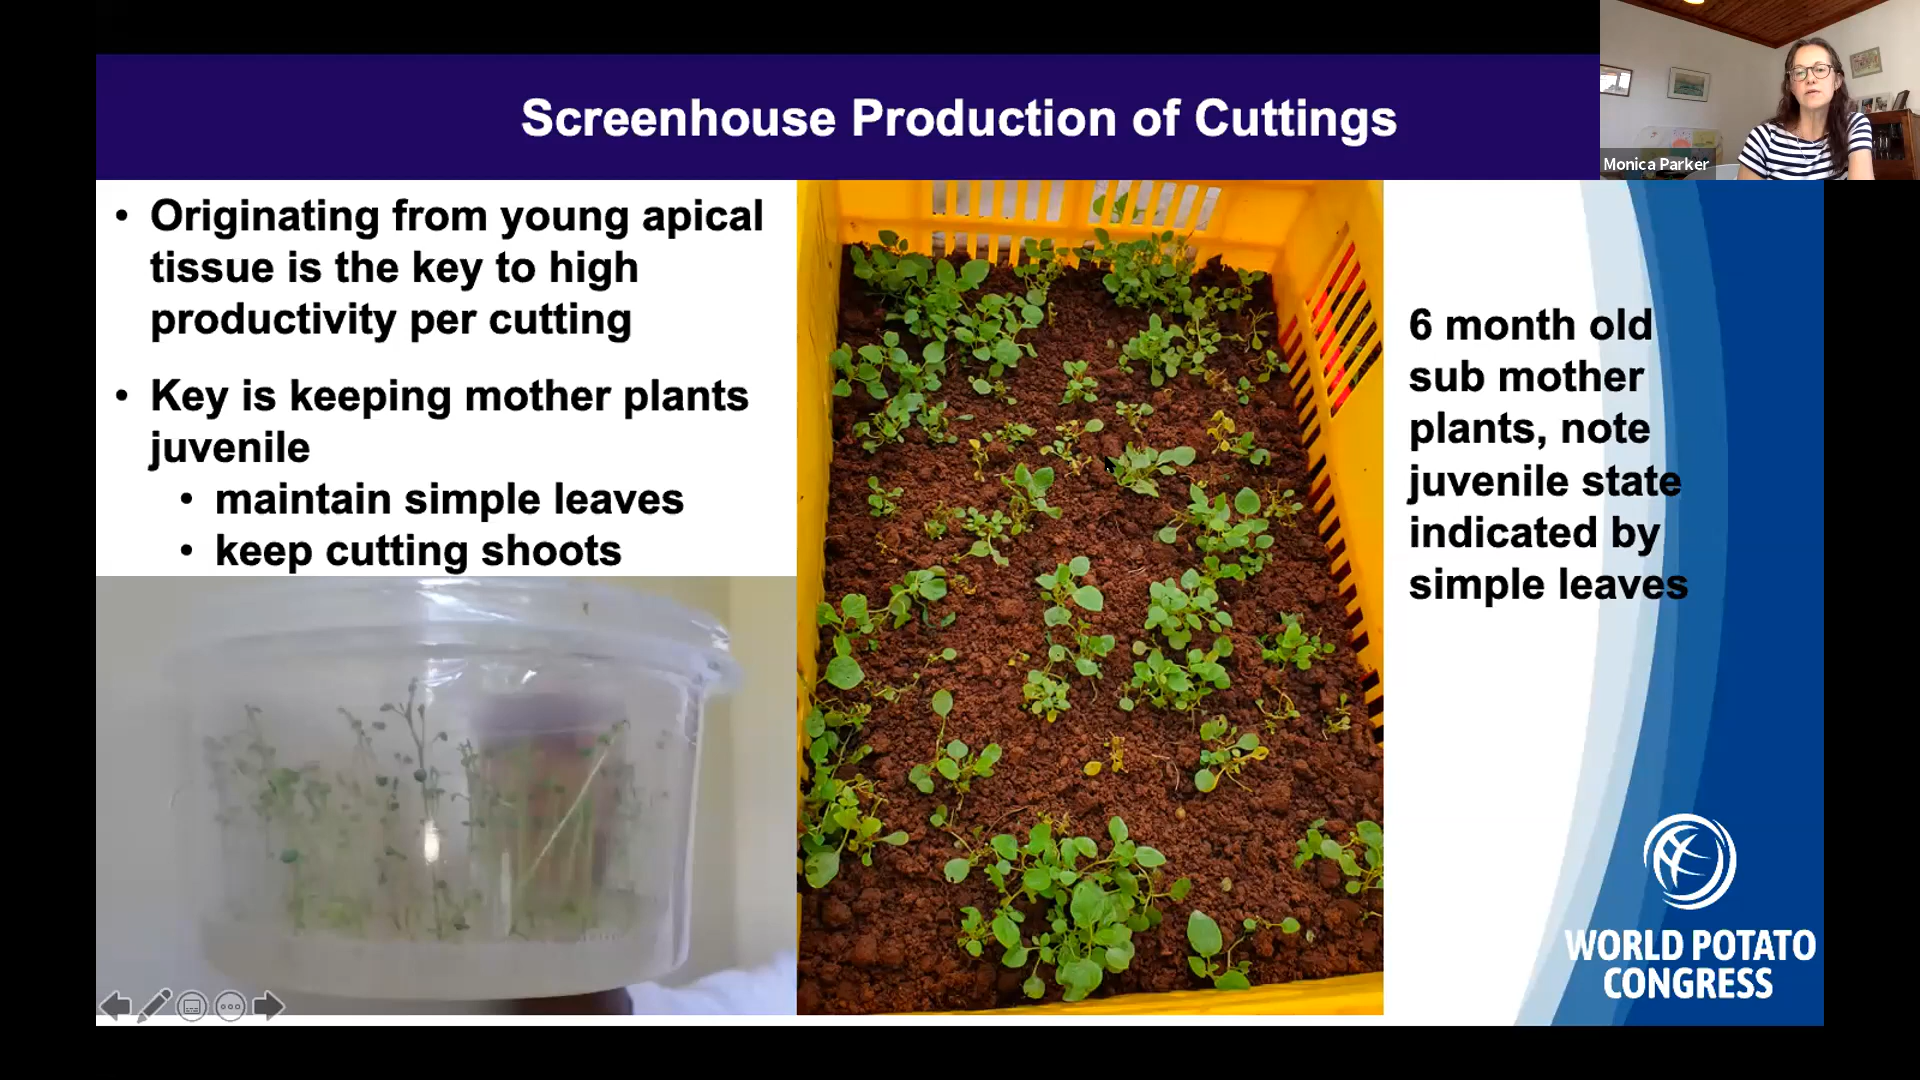 Screenhouse Production of Cuttings
Monica Parker
• Originating from young apical
tissue is the key to high
productivity per cutting
• Key is keeping mother plants
juvenile
• maintain simple leaves
• keep cutting shoots
6 month old
sub mother
plants, note
juvenile state
indicated by
simple leaves
WORLD POTATO
CONGRESS